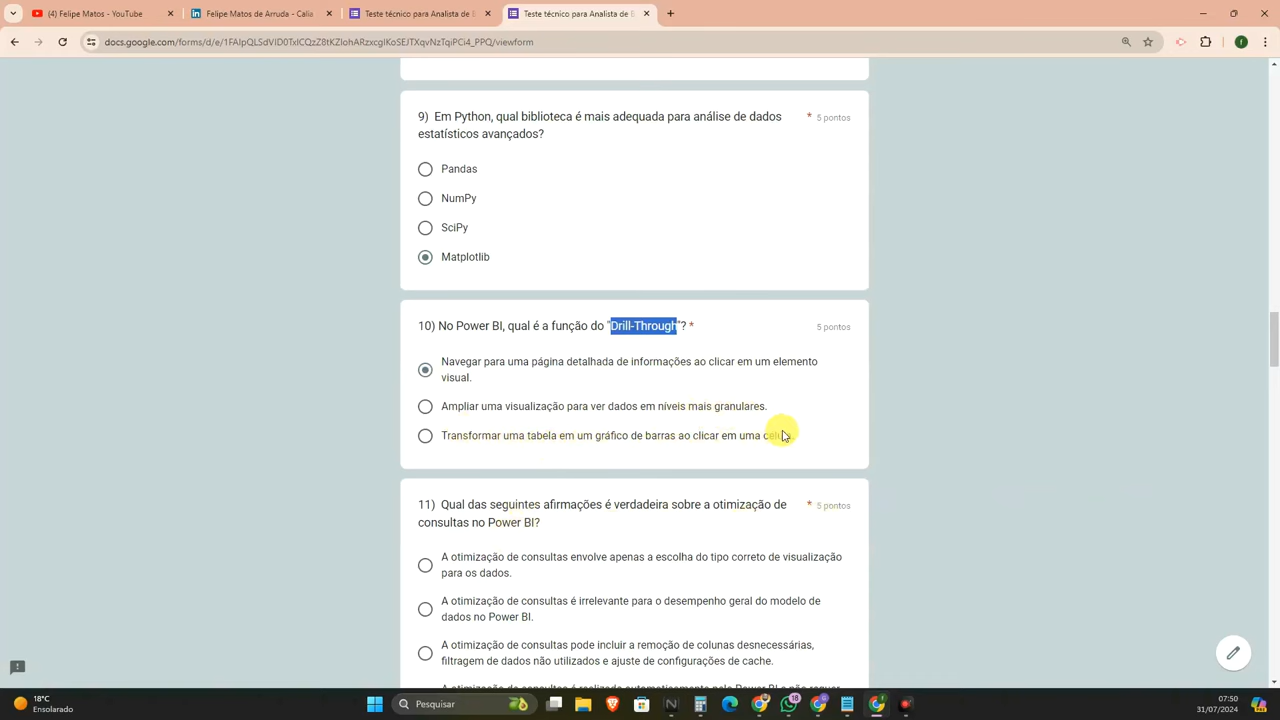 (4) Felipe Matos - YouTube
Felipe Matos de Arruda - Calia
Teste técnico para Analista de B
Teste técnico para Analista de B
9) Em Python, qual biblioteca é mais adequada para análise de dados
estatísticos avançados?
* 5 pontos
Pandas
NumPy
SciPy
Matplotlib
10) No Power BI, qual é a função do "Drill-Through"? *
5 pontos
Navegar para uma página detalhada de informações ao clicar em um elemento
visual.
Ampliar uma visualização para ver dados em níveis mais granulares.
Transformar uma tabela em um gráfico de barras ao clicar em uma
11) Qual das seguintes afirmações é verdadeira sobre a otimização de
consultas no Power BI?
* 5 pontos
A otimização de consultas envolve apenas a escolha do tipo correto de visualização
para os dados.
A otimização de consultas é irrelevante para o desempenho geral do modelo de
dados no Power BI.
A otimização de consultas pode incluir a remoção de colunas desnecessárias,
filtragem de dados não utilizados e ajuste de configurações de cache.
18°C
Ensolarado
Pesquisar
18
07:50
31/07/2024